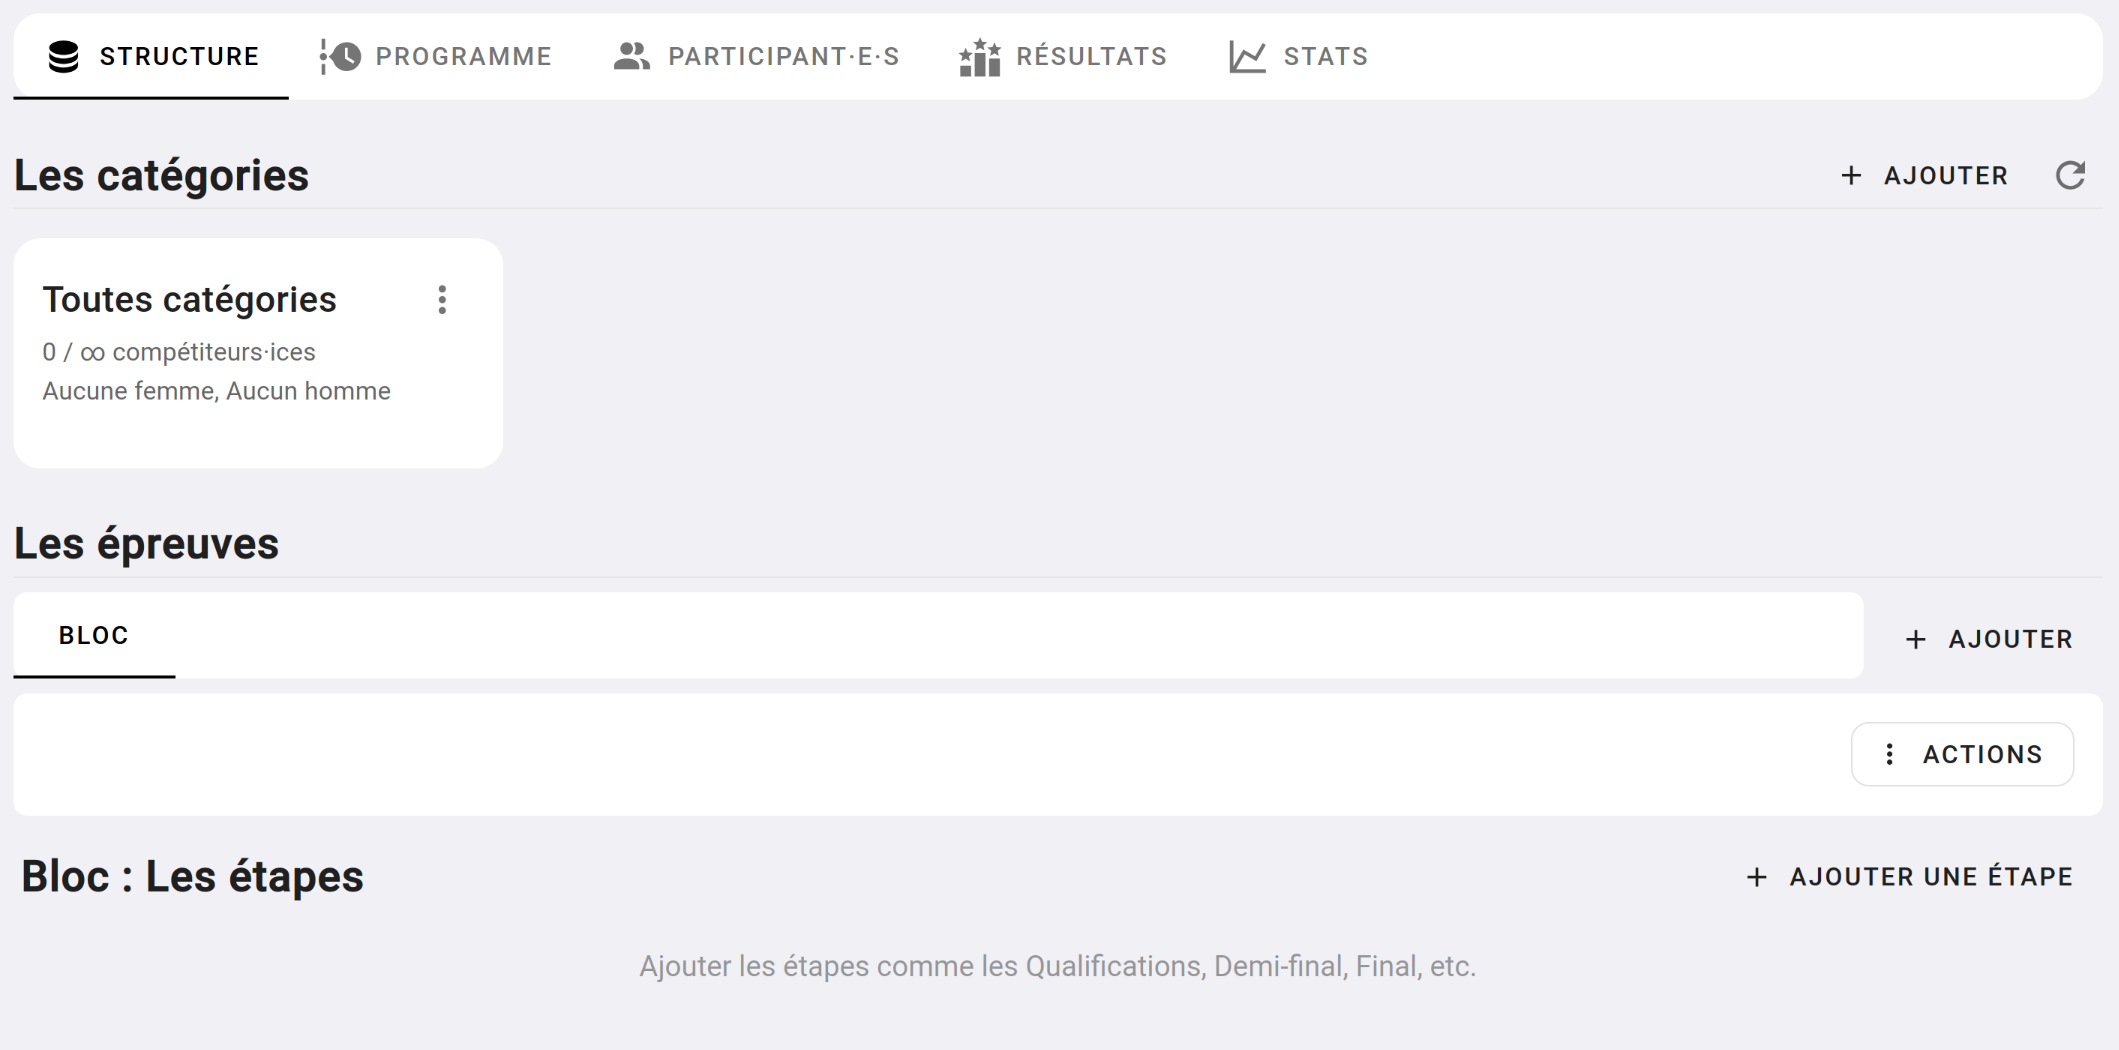 STRUCTURE PROGRAMME PARTICIPANT·E·S RÉSULTATS STATS
Les catégories
+ AJOUTER
Toutes catégories
0 / ∞ compétiteurs·ices
Aucune femme, Aucun homme
Les épreuves
BLOC
+ AJOUTER
ACTIONS
Bloc : Les étapes
+ AJOUTER UNE ÉTAPE
Ajouter les étapes comme les Qualifications, Demi-final, Final, etc.